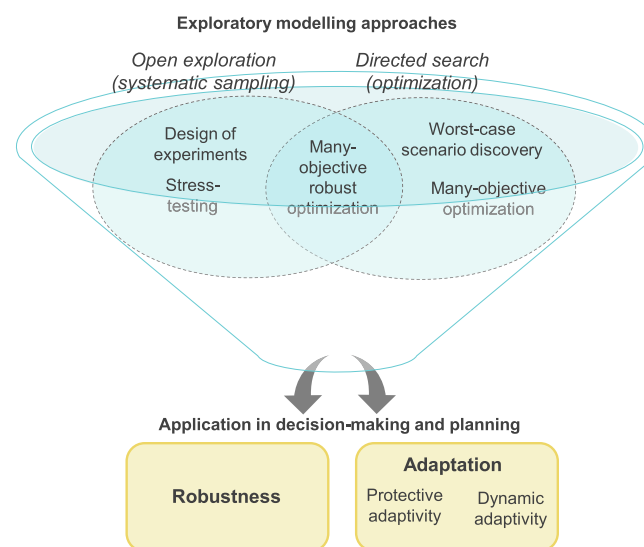 Exploratory modelling approaches
Open exploration
(systematic sampling)
Directed search
(optimization)
Design of
experiments
Stress-
testing
Many-
objective
robust
optimization
Worst-case
scenario discovery
Many-objective
optimization
Application in decision-making and planning
Robustness
Adaptation
Protective
adaptivity
Dynamic
adaptivity